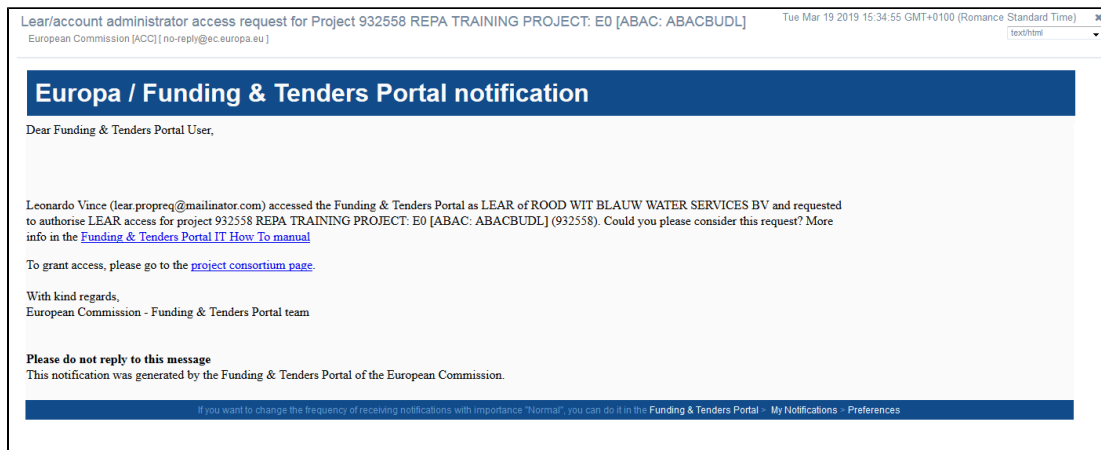 Lear/account administrator access request for Project 932558 REPA TRAINING PROJECT: E0 [ABAC: ABACBUDL]
Tue Mar 19 2019 15:34:55 GMT+0100 (Romance Standard Time)
European Commission [ACC] [ no-reply@ec.europa.eu ]
text/html
Europa / Funding & Tenders Portal notification
Dear Funding & Tenders Portal User,
Leonardo Vince (lear.propreq@mailinator.com) accessed the Funding & Tenders Portal as LEAR of ROOD WIT BLAUW WATER SERVICES BV and requested
to authorise LEAR access for project 932558 REPA TRAINING PROJECT: E0 [ABAC: ABACBUDL] (932558). Could you please consider this request? More
info in the Funding & Tenders Portal IT How To manual
To grant access, please go to the project consortium page.
With kind regards,
European Commission - Funding & Tenders Portal team
Please do not reply to this message
This notification was generated by the Funding & Tenders Portal of the European Commission.
If you want to change the frequency of receiving notifications with importance "Normal", you can do it in the Funding & Tenders Portal > My Notifications > Preferences